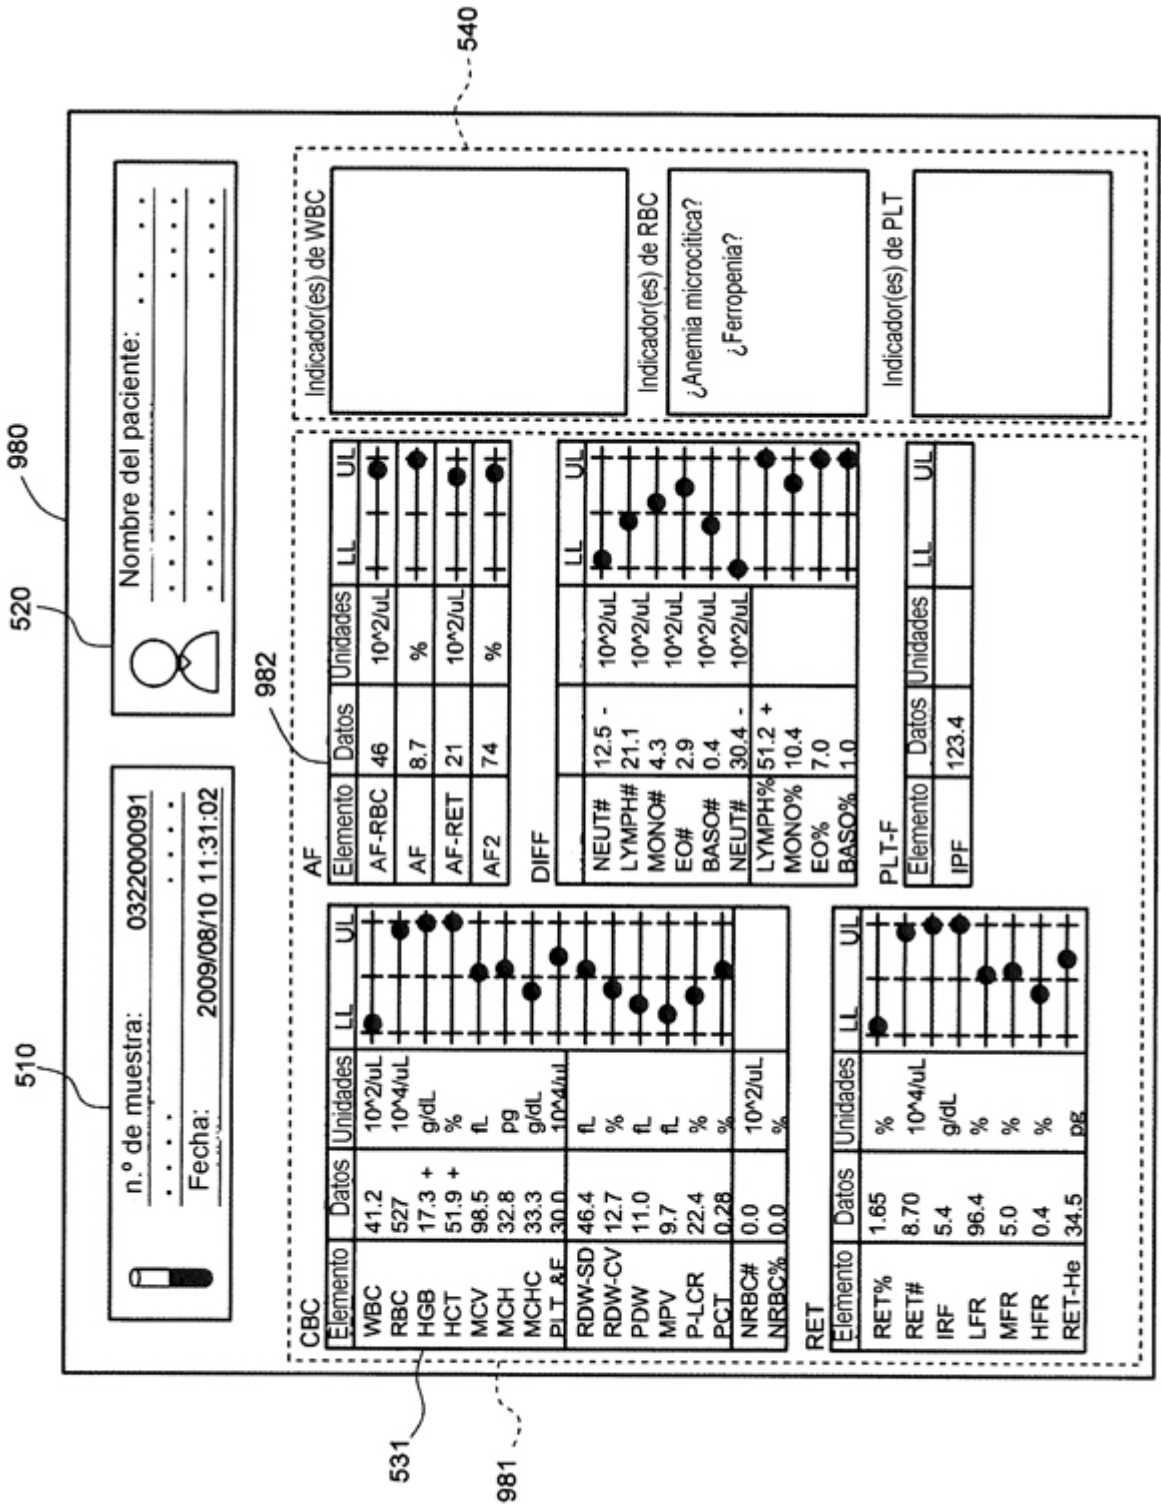 980
510
520
n.º de muestra: 0322000091
Fecha: 2009/08/10 11:31:02
Nombre del paciente:
CBC
Elemento Datos Unidades LL UL
WBC 41.2 10^2/uL
RBC 527 10^4/uL
HGB 17.3 + g/dL
HCT 51.9 + %
MCV 98.5 fL
MCH 32.8 pg
MCHC 33.3 g/dL
PLT &F 30.0 10^4/ul
RDW-SD 46.4 fL
RDW-CV 12.7 %
PDW 11.0 fL
MPV 9.7 fL
P-LCR 22.4 %
PCT 0.28 %
NRBC# 0.0 10^2/uL
NRBC% 0.0 %
RET
Elemento Datos Unidades LL UL
RET% 1.65 %
RET# 8.70 10^4/uL
IRF 5.4 g/dL
LFR 96.4 %
MFR 5.0 %
HFR 0.4 %
RET-He 34.5 pg
AF
Elemento Datos Unidades LL UL
AF-RBC 46 10^2/uL
AF 8.7 %
AF-RET 21 10^2/uL
AF2 74 %
DIFF
LL UL
NEUT# 12.5 - 10^2/uL
LYMPH# 21.1 10^2/uL
MONO# 4.3 10^2/uL
EO# 2.9 10^2/uL
BASO# 0.4 10^2/uL
NEUT# 30.4 - 10^2/uL
LYMPH% 51.2 +
MONO% 10.4
EO% 7.0
BASO% 1.0
PLT-F
Elemento Datos Unidades LL UL
IPF 123.4
Indicador(es) de WBC
Indicador(es) de RBC
¿Anemia microcítica?
¿Ferropenia?
Indicador(es) de PLT
531
981
982
540